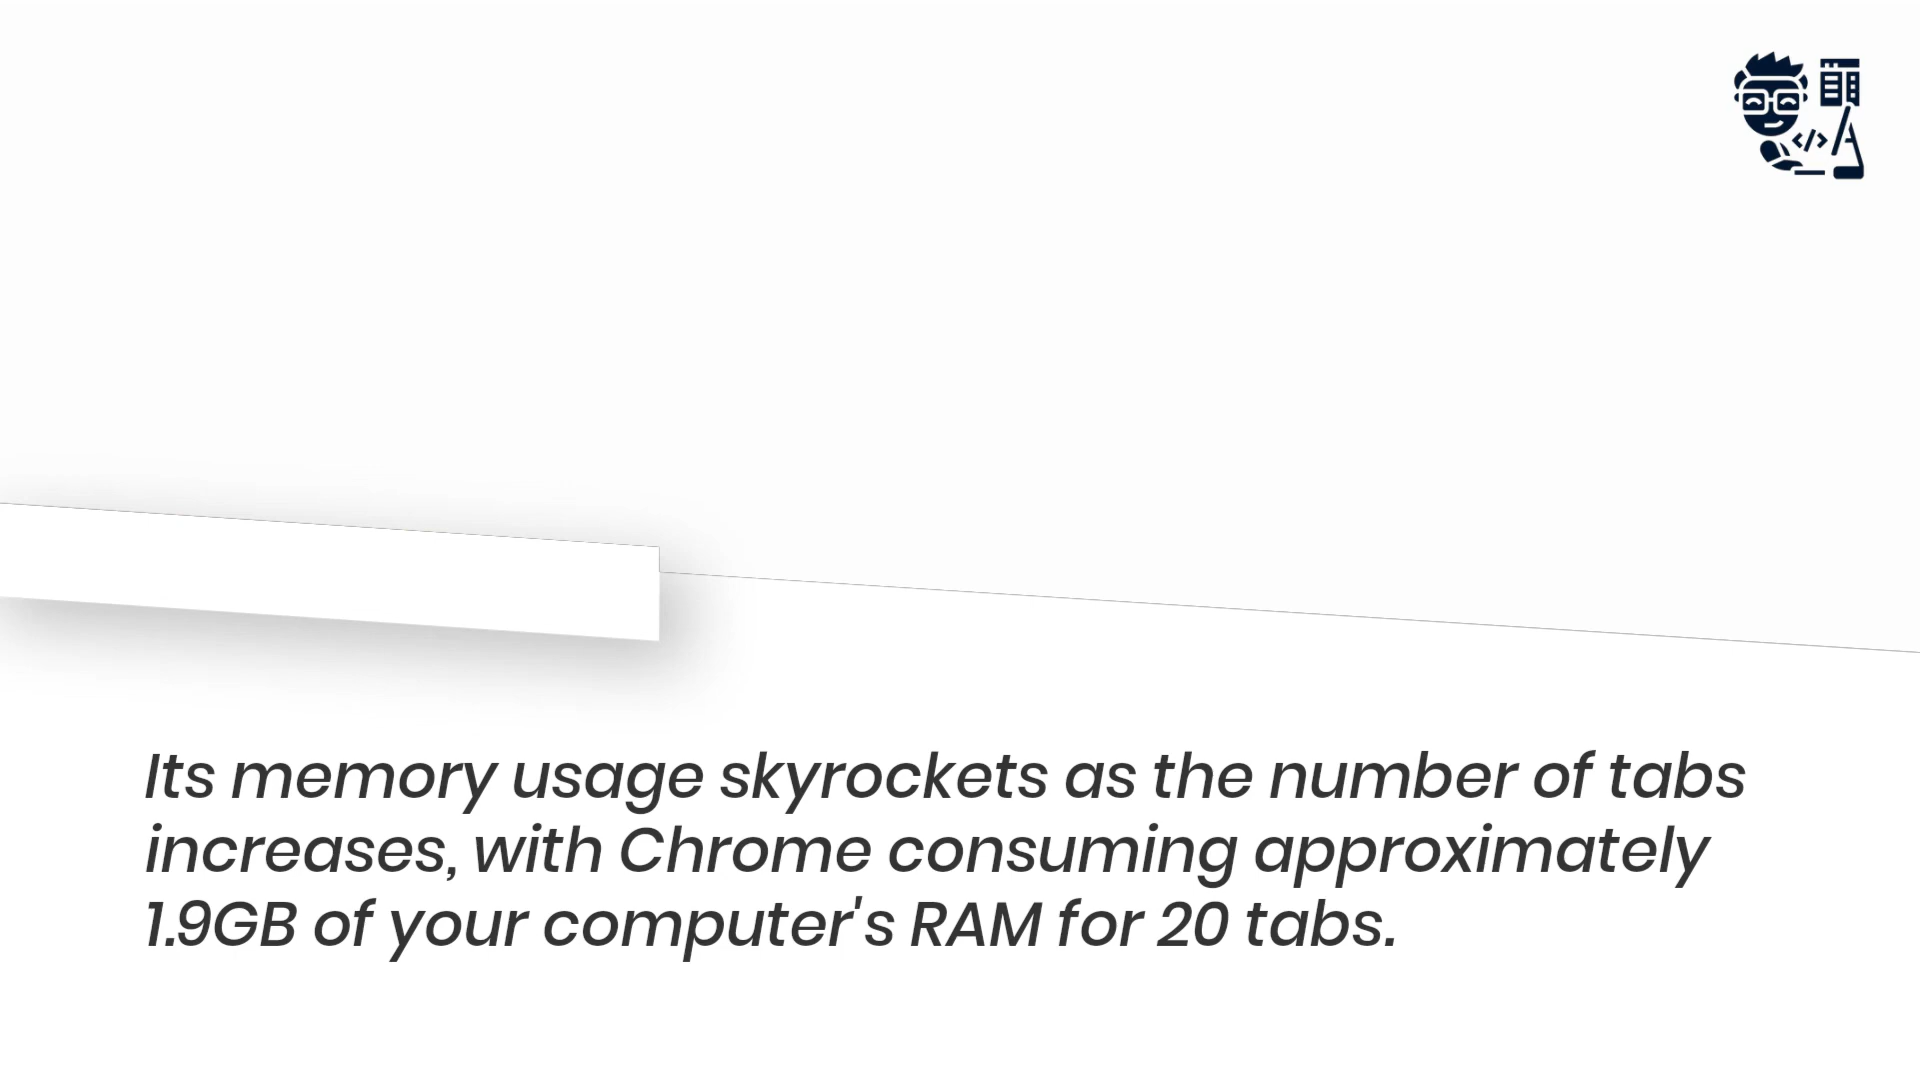 Its memory usage skyrockets as the number of tabs
increases, with Chrome consuming approximately
1.9GB of your computer's RAM for 20 tabs.